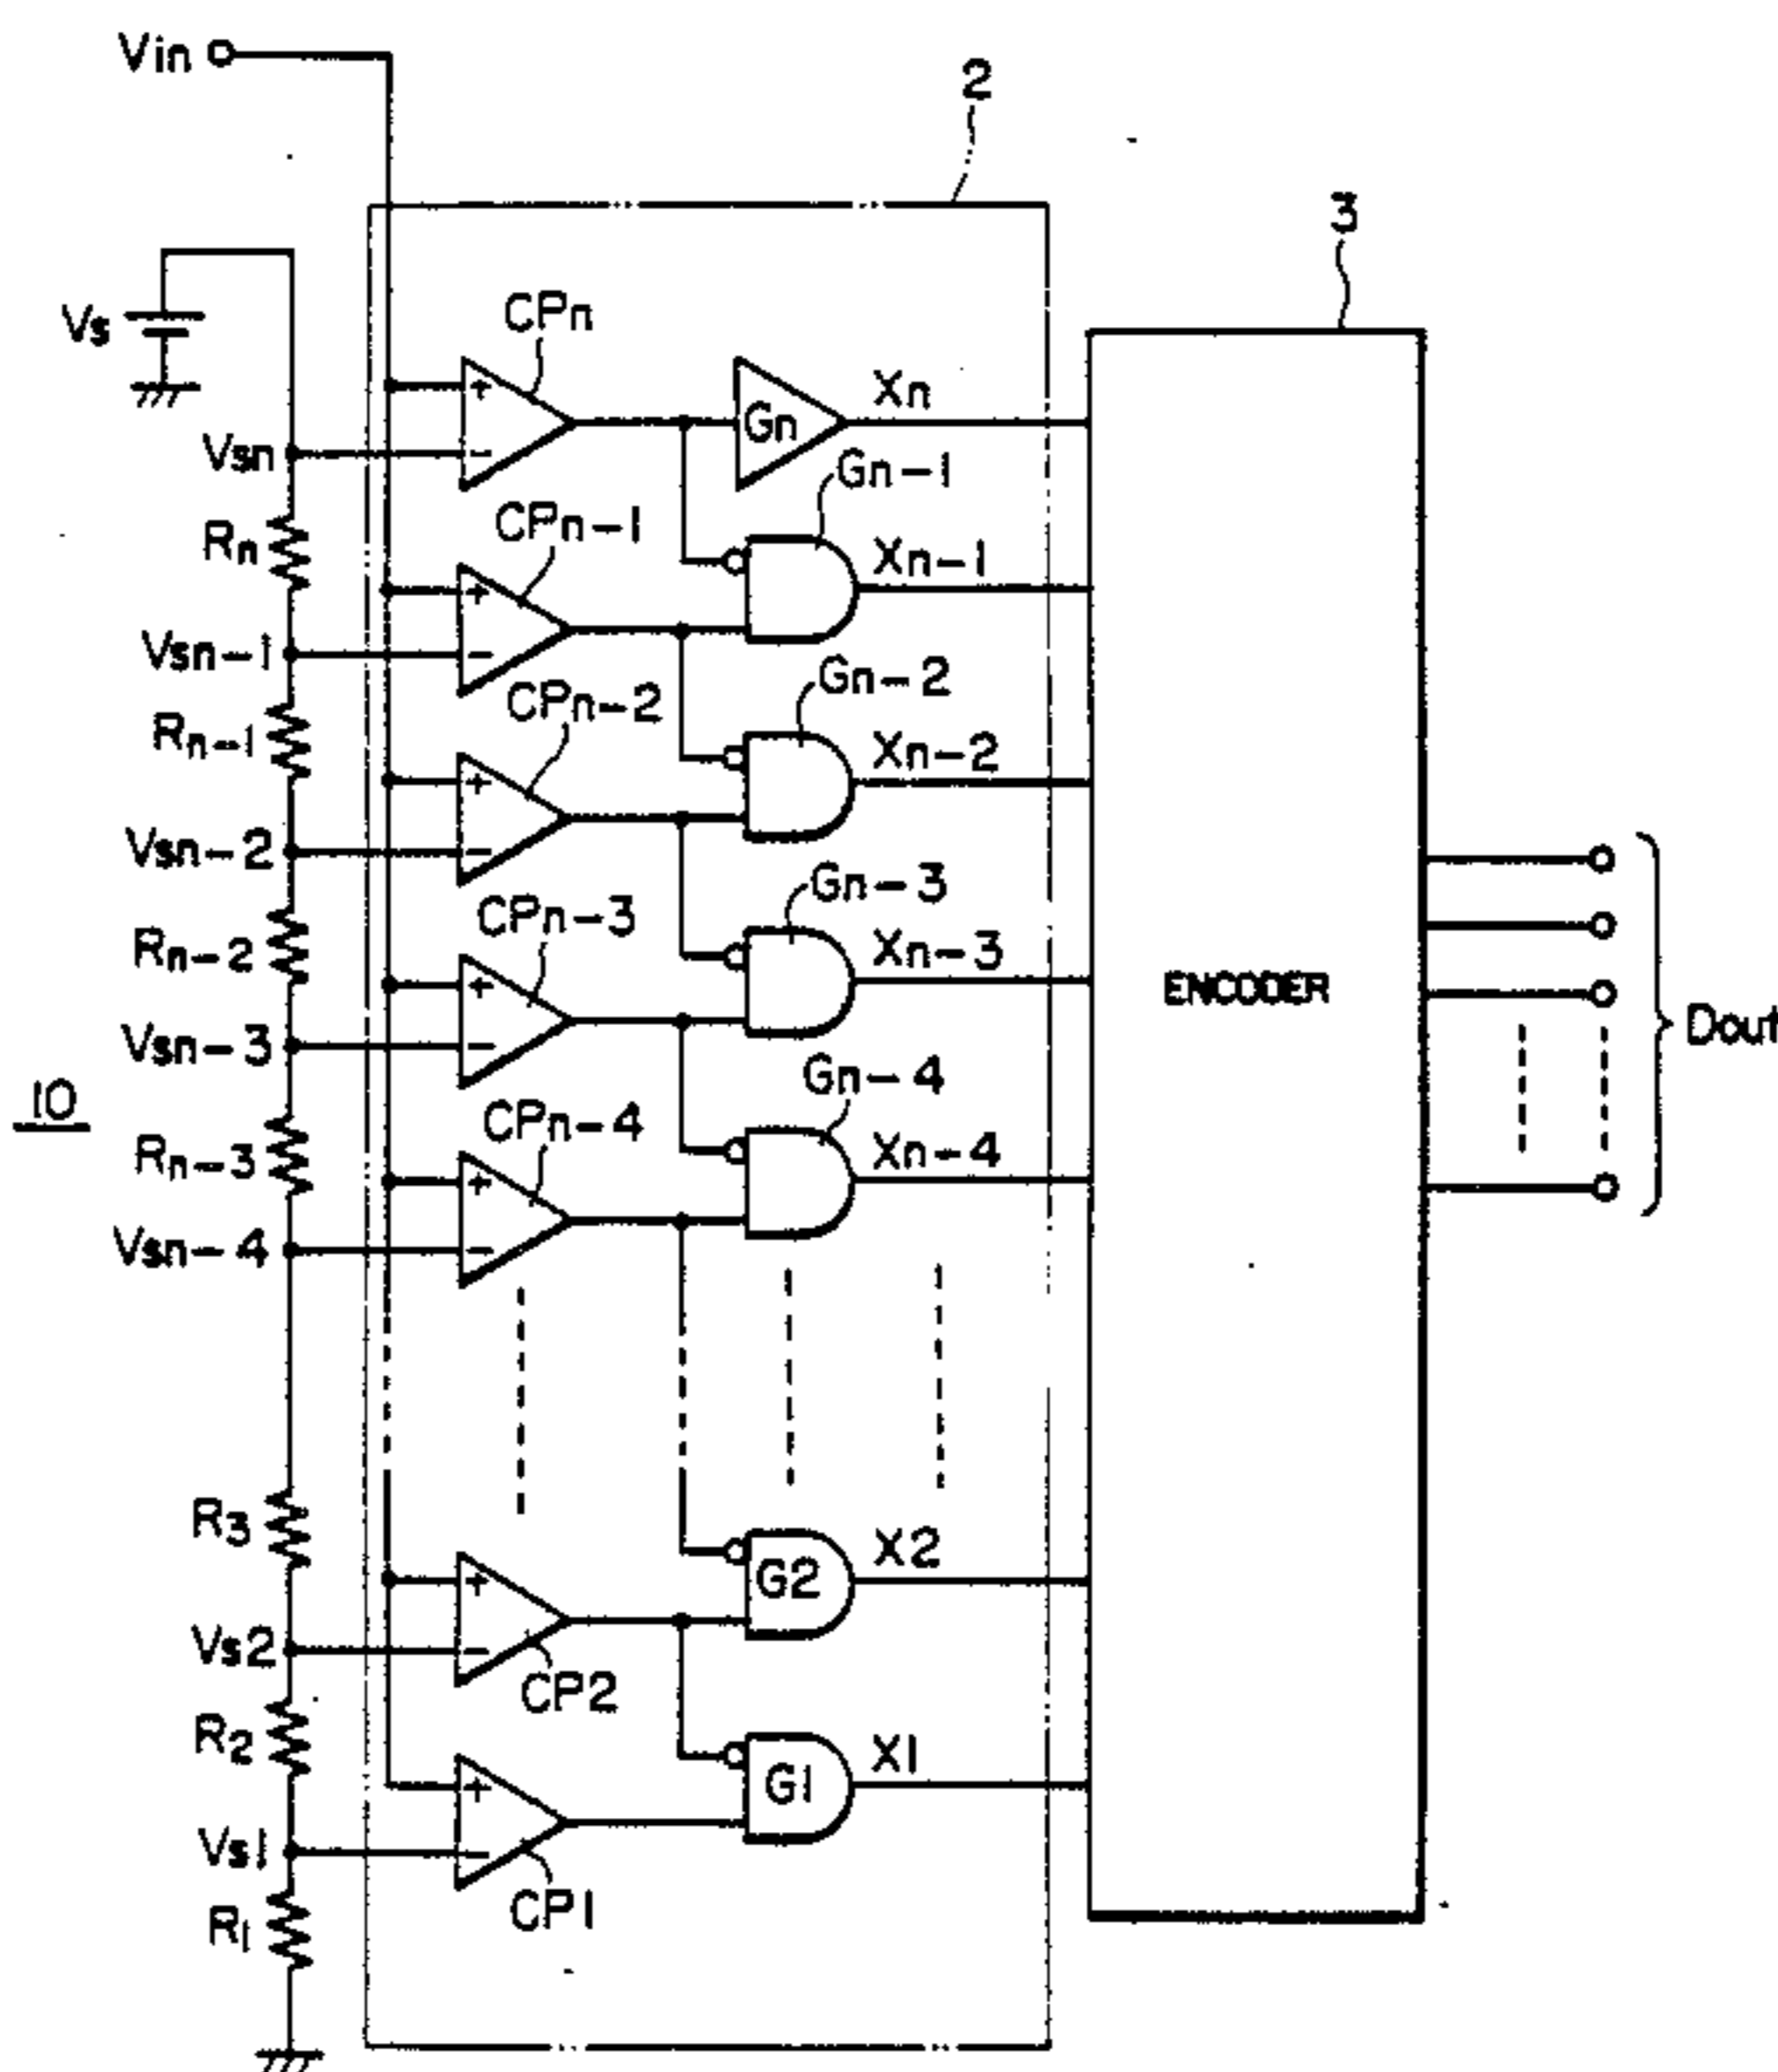 Vin
2
3
Vs
CPn
Vsn
+
-
Gn
Xn
Gn-1
Rn
CPn-1
+
Xn-1
Vsn-1
-
Gn-2
CPn-2
Rn-1
+
Xn-2
Vsn-2
-
Gn-3
CPn-3
Rn-2
+
Xn-3
ENCODER
Dout
Vsn-3
-
Gn-4
10
CPn-4
Rn-3
+
Xn-4
Vsn-4
-
R3
+
G2
X2
Vs2
-
CP2
R2
+
G1
X1
Vs1
-
CP1
R1